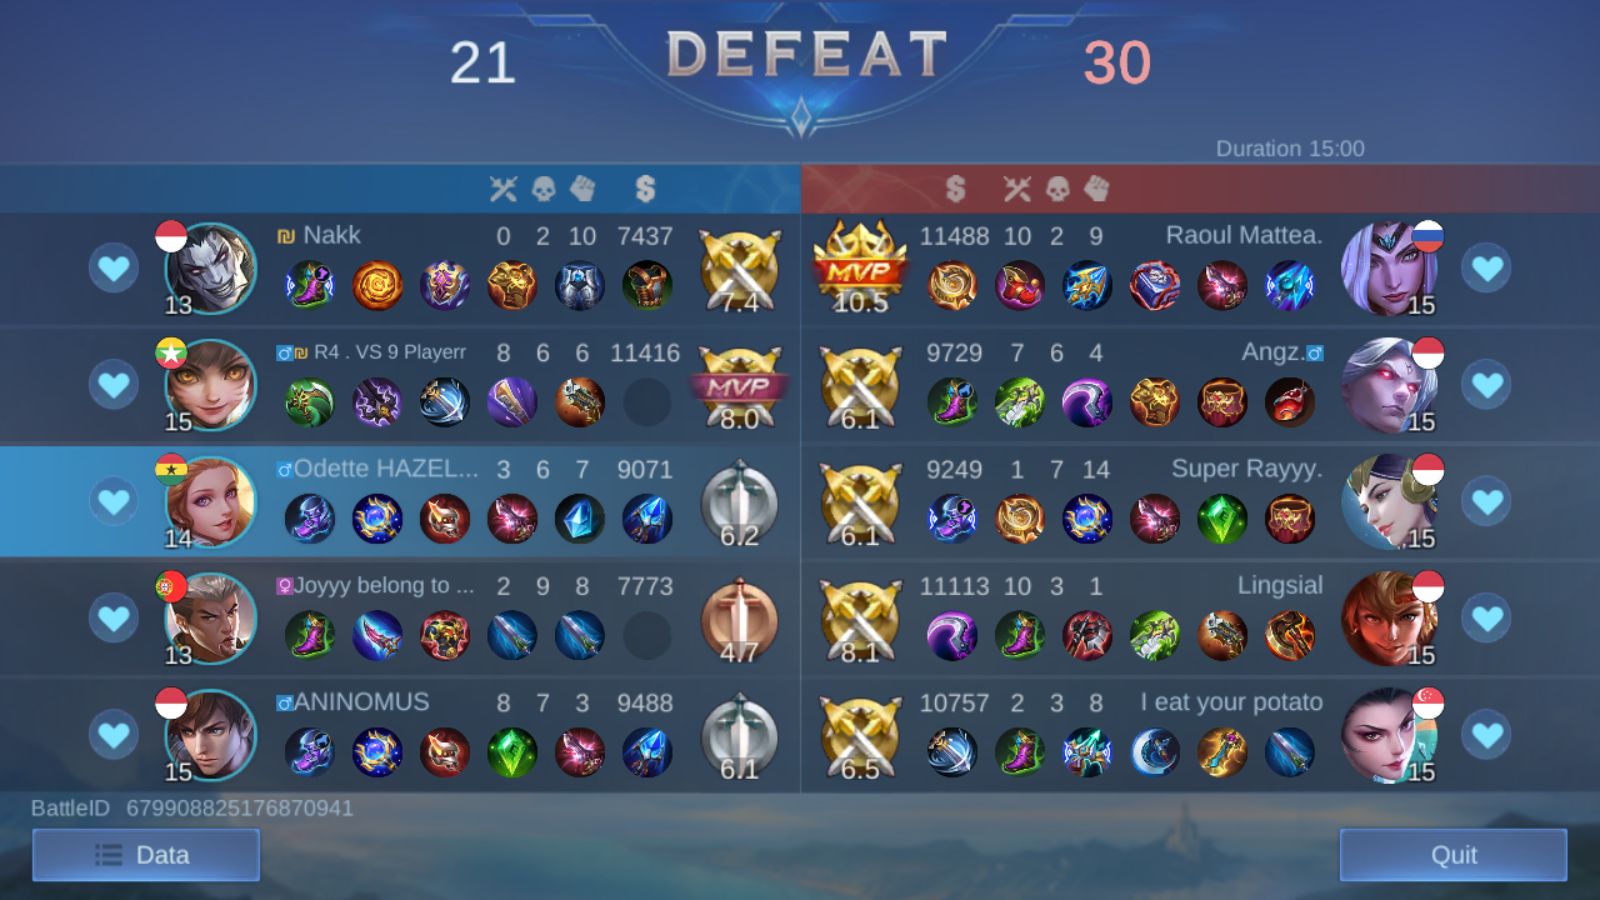 21 DEFEAT 30
Duration 15:00
Nakk 0 2 10 7437
13 7.4
MVP 11488 10 2 9 Raoul Mattea.
10.5 15
R4 . VS 9 Playerr 8 6 6 11416 MVP
15 8.0
9729 7 6 4 Angz.
6.1 15
Odette HAZEL... 3 6 7 9071
14 6.2
9249 1 7 14 Super Rayyy.
6.1 15
Joyyy belong to ... 2 9 8 7773
13 4.7
11113 10 3 1 Lingsial
8.1 15
ANINOMUS 8 7 3 9488
15 6.1
10757 2 3 8 I eat your potato
6.5 15
BattleID 679908825176870941
Data
Quit